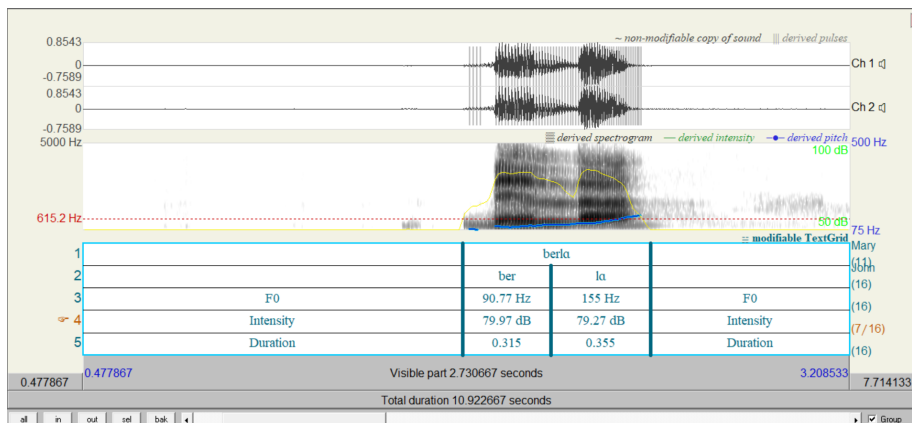 ~ non-modifiable copy of sound derived pulses
0.8543
0
-0.7589
Ch 1
0.8543
0
-0.7589
Ch 2
derived spectrogram derived intensity derived pitch
5000 Hz
100 dB
500 Hz
615.2 Hz
50 dB
75 Hz
modifiable TextGrid
1 berlɑ Mary (11)
2 ber lɑ John (16)
3 F0 90.77 Hz 155 Hz F0 (16)
4 Intensity 79.97 dB 79.27 dB Intensity (7/16)
5 Duration 0.315 0.355 Duration (16)
0.477867 0.477867 Visible part 2.730667 seconds 3.208533 7.714133
Total duration 10.922667 seconds
all in out sel bak Group